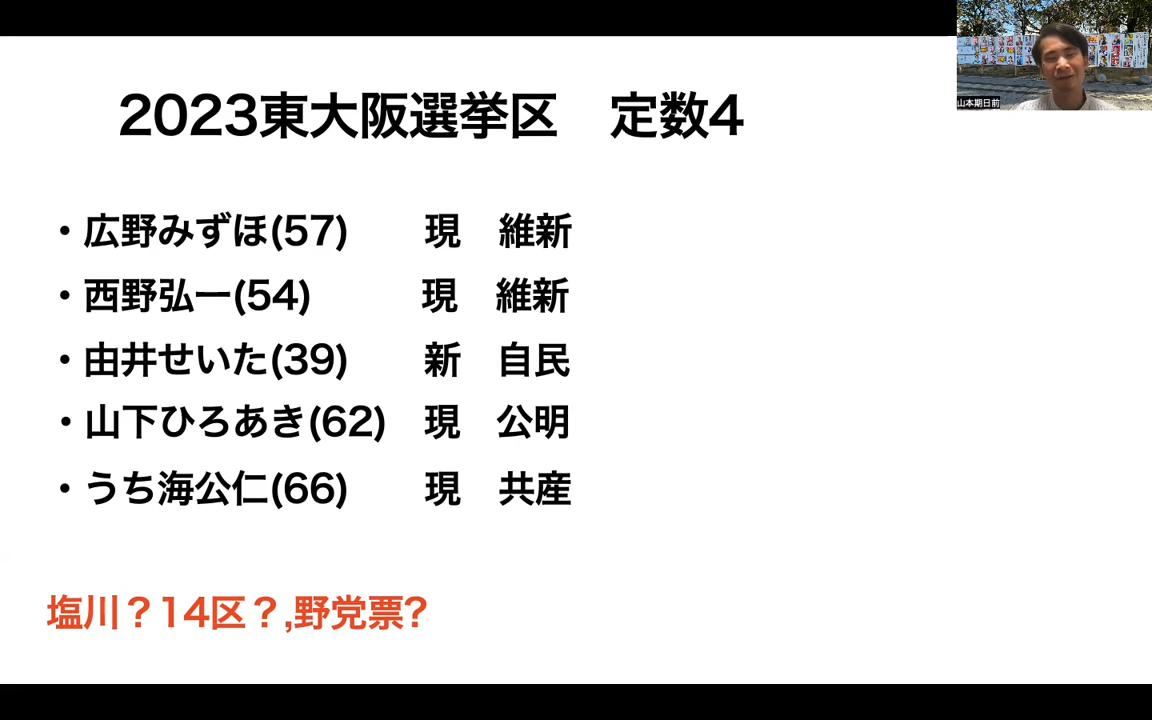 2023東大阪選挙区　定数4
山本期日前
・広野みずほ(57)　　現　維新
・西野弘一(54)　　　現　維新
・由井せいた(39)　　新　自民
・山下ひろあき(62)　現　公明
・うち海公仁(66)　　現　共産
塩川？14区？,野党票?